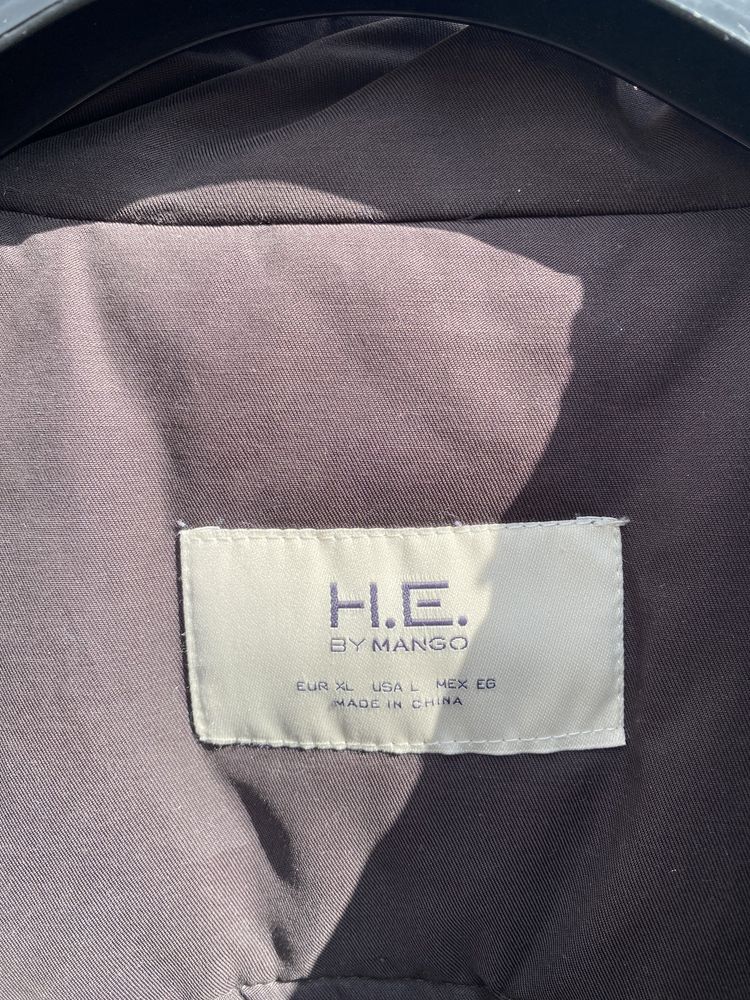 H.E.
BY MANGO
EUR XL USA L MEX EG
MADE IN CHINA